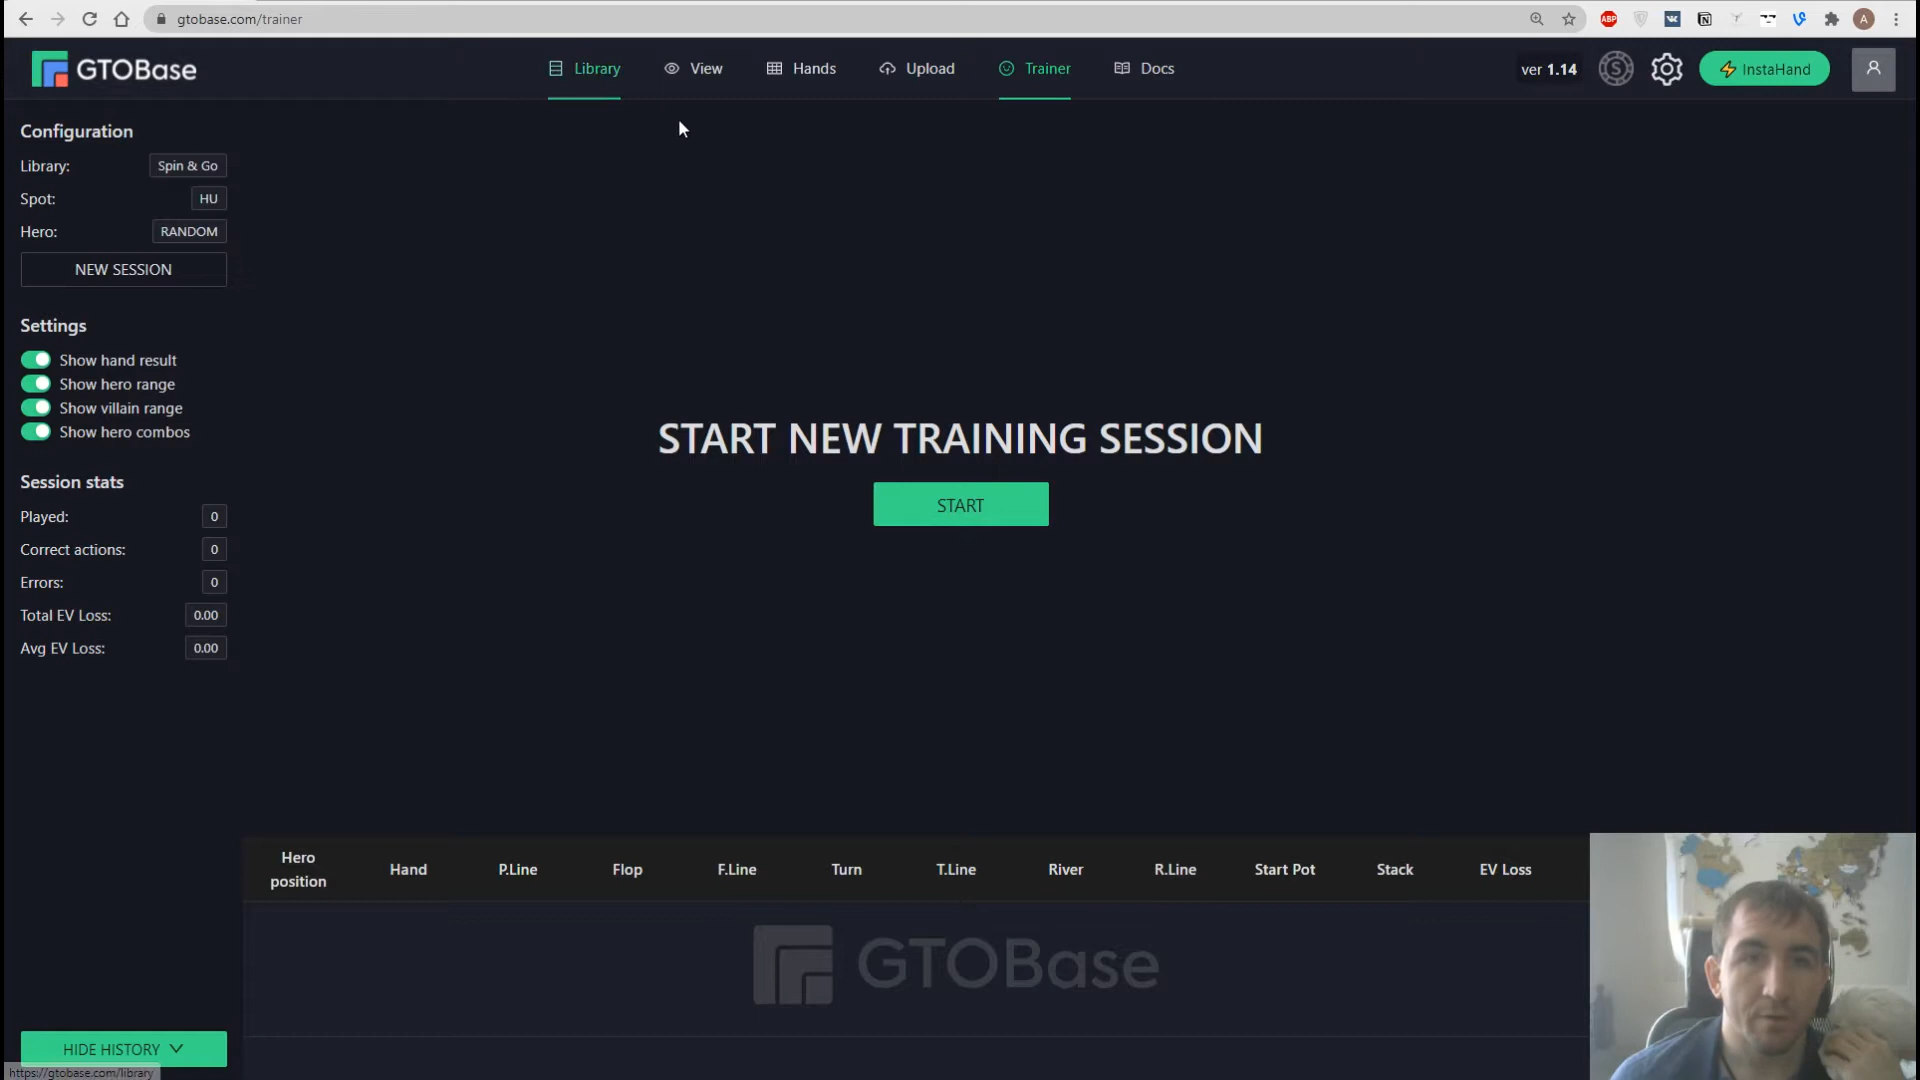 gtobase.com/trainer
ABP
A
GTOBase
Library
View
Hands
Upload
Trainer
Docs
ver 1.14
InstaHand
Configuration
Library: Spin & Go
Spot: HU
Hero: RANDOM
NEW SESSION
Settings
Show hand result
Show hero range
Show villain range
Show hero combos
Session stats
Played: 0
Correct actions: 0
Errors: 0
Total EV Loss: 0.00
Avg EV Loss: 0.00
START NEW TRAINING SESSION
START
Hero position
Hand
P.Line
Flop
F.Line
Turn
T.Line
River
R.Line
Start Pot
Stack
EV Loss
GTOBase
HIDE HISTORY
https://gtobase.com/library